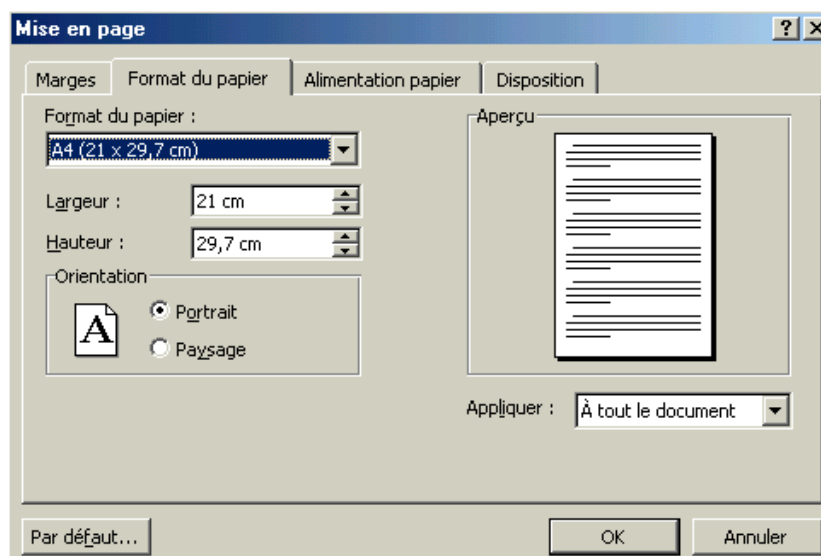 Mise en page
Marges
Format du papier
Alimentation papier
Disposition
Format du papier :
A4 (21 x 29,7 cm)
Largeur :
21 cm
Hauteur :
29,7 cm
Orientation
A
Portrait
Paysage
Aperçu
Appliquer :
À tout le document
Par défaut...
OK
Annuler